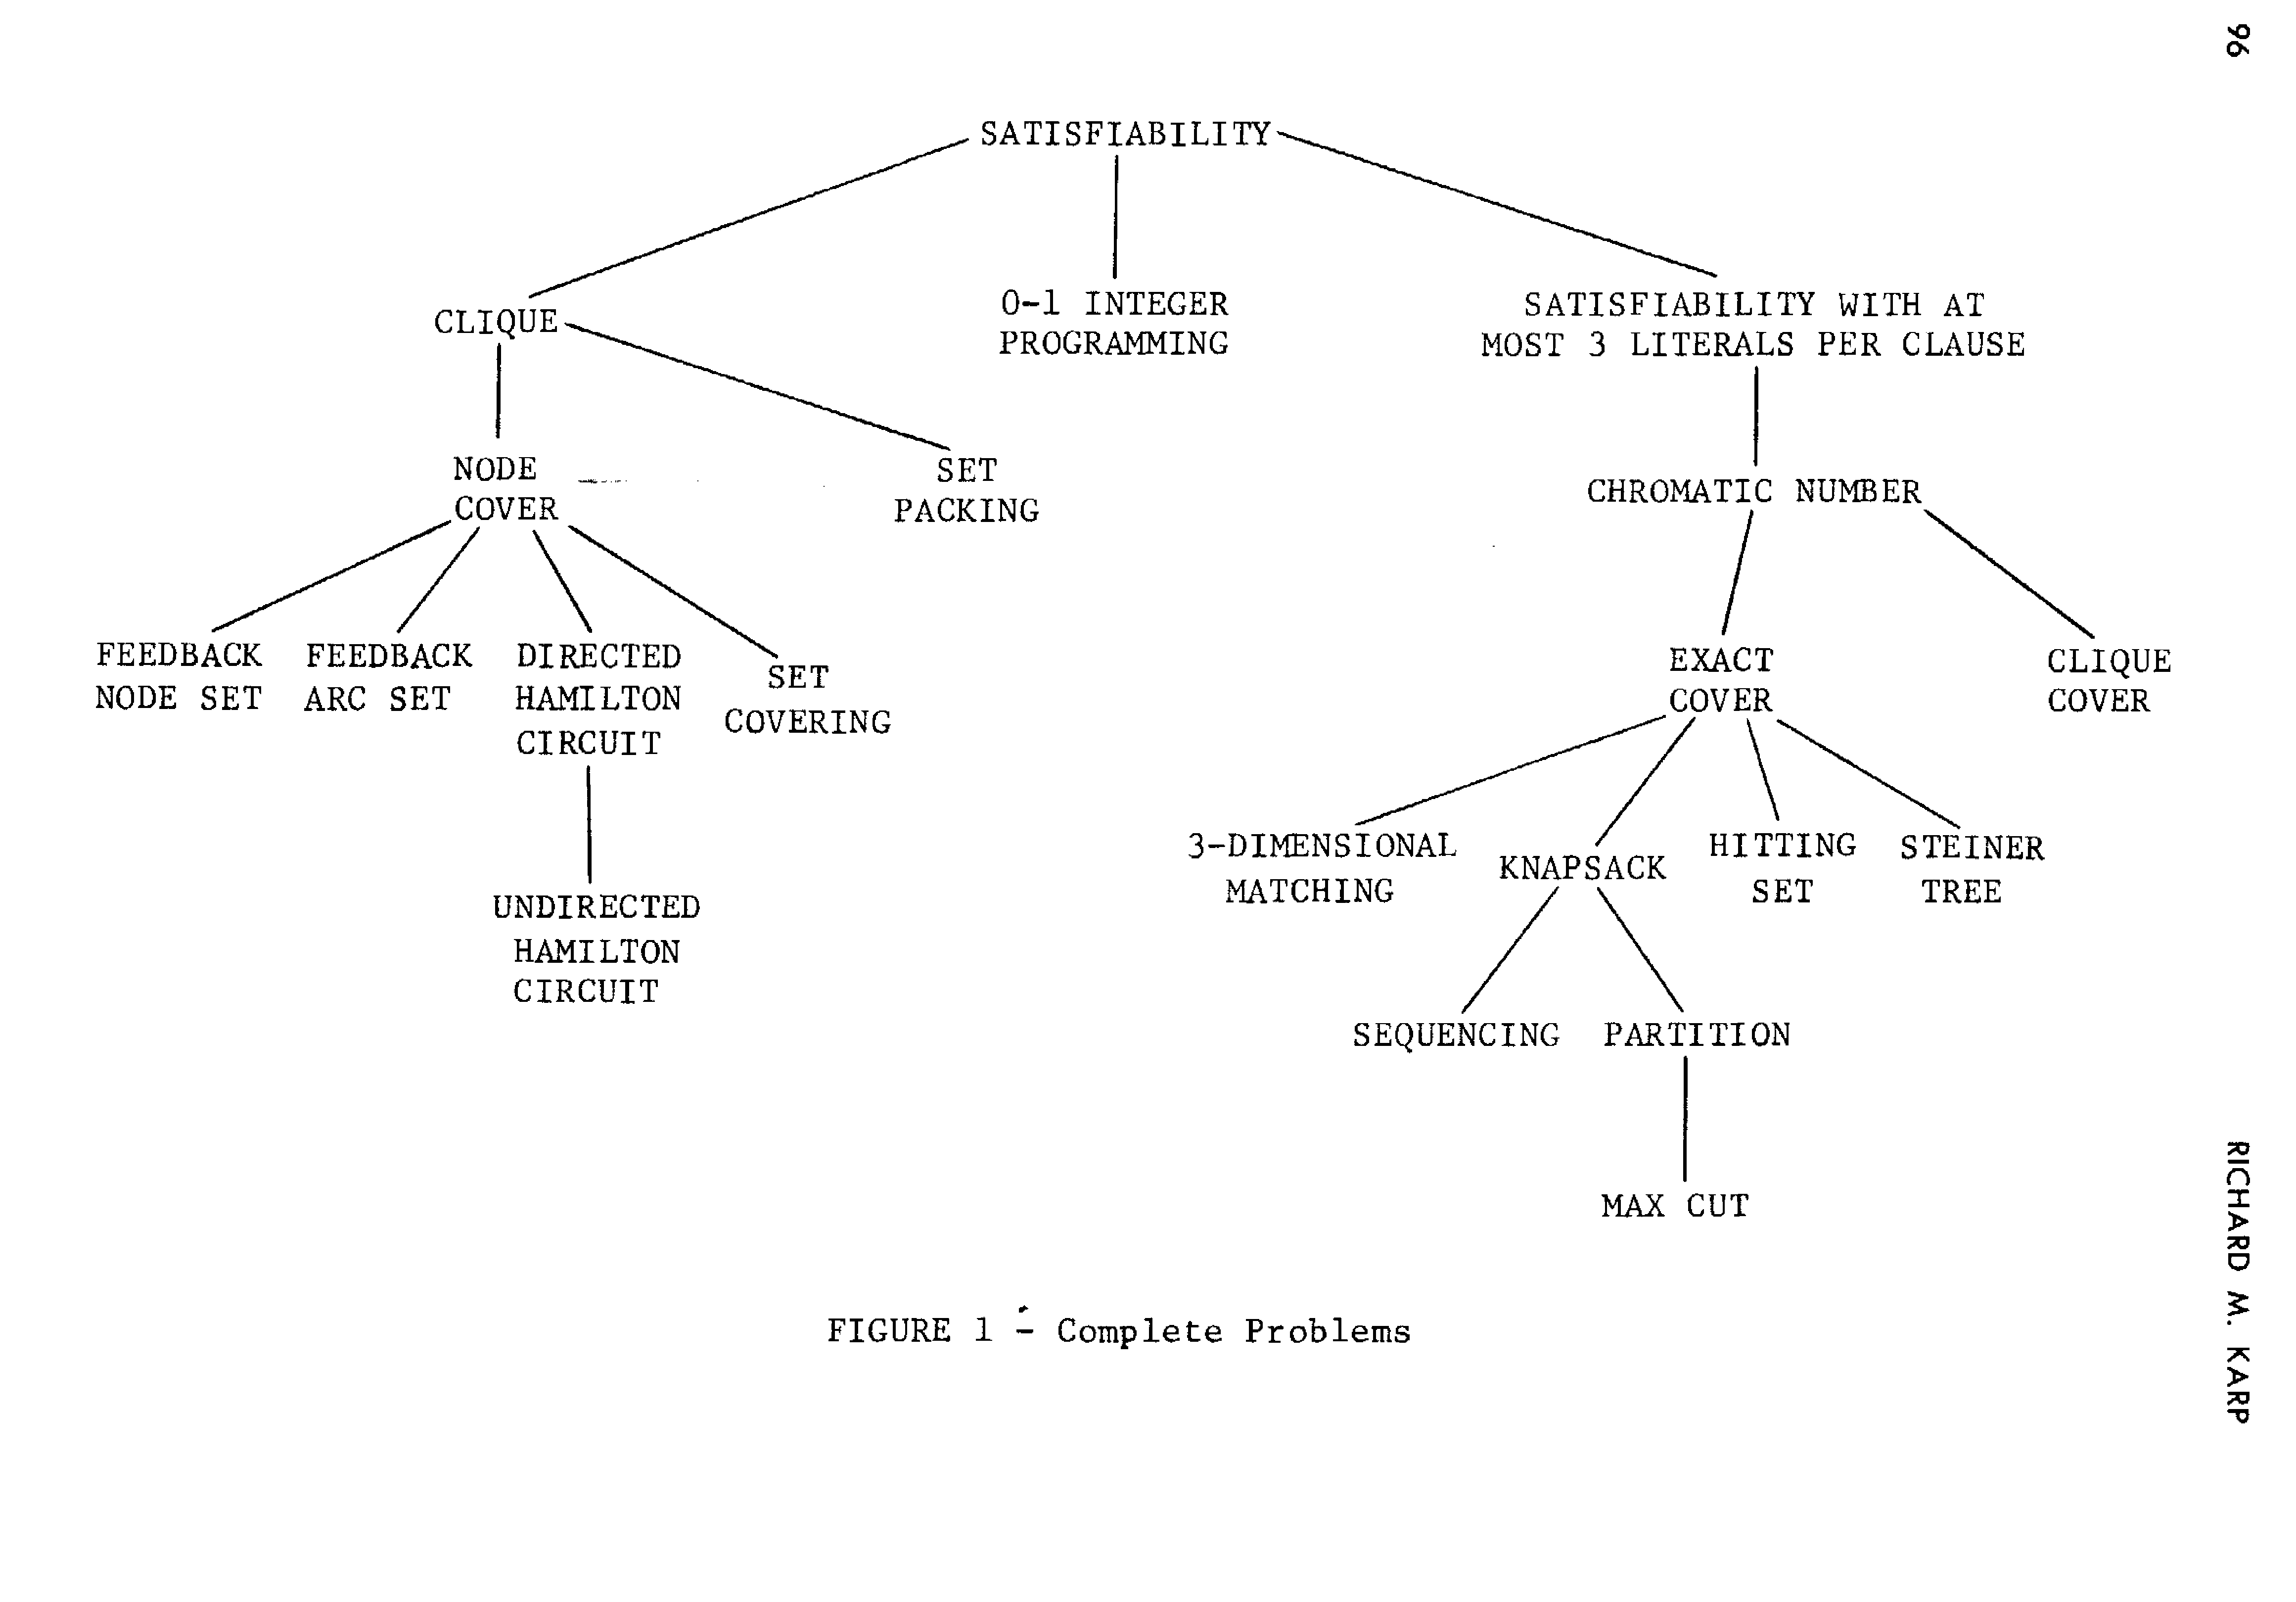 96
SATISFIABILITY
CLIQUE
0-1 INTEGER
PROGRAMMING
SATISFIABILITY WITH AT
MOST 3 LITERALS PER CLAUSE
NODE
COVER
SET
PACKING
CHROMATIC NUMBER
FEEDBACK
NODE SET
FEEDBACK
ARC SET
DIRECTED
HAMILTON
CIRCUIT
SET
COVERING
EXACT
COVER
CLIQUE
COVER
UNDIRECTED
HAMILTON
CIRCUIT
3-DIMENSIONAL
MATCHING
KNAPSACK
HITTING
SET
STEINER
TREE
SEQUENCING
PARTITION
MAX CUT
FIGURE 1 - Complete Problems
RICHARD M. KARP